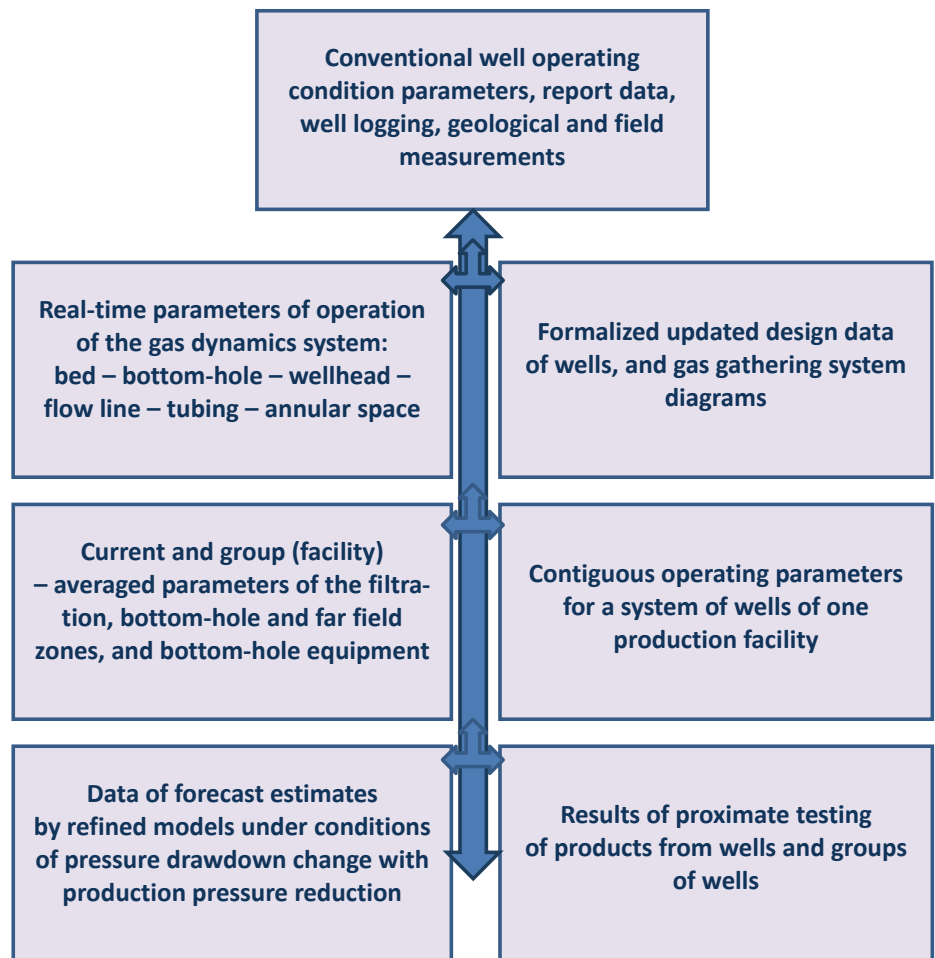 Conventional well operating
condition parameters, report data,
well logging, geological and field
measurements
Real-time parameters of operation
of the gas dynamics system:
bed – bottom-hole – wellhead –
flow line – tubing – annular space
Formalized updated design data
of wells, and gas gathering system
diagrams
Current and group (facility)
– averaged parameters of the filtra-
tion, bottom-hole and far field
zones, and bottom-hole equipment
Contiguous operating parameters
for a system of wells of one
production facility
Data of forecast estimates
by refined models under conditions
of pressure drawdown change with
production pressure reduction
Results of proximate testing
of products from wells and groups
of wells